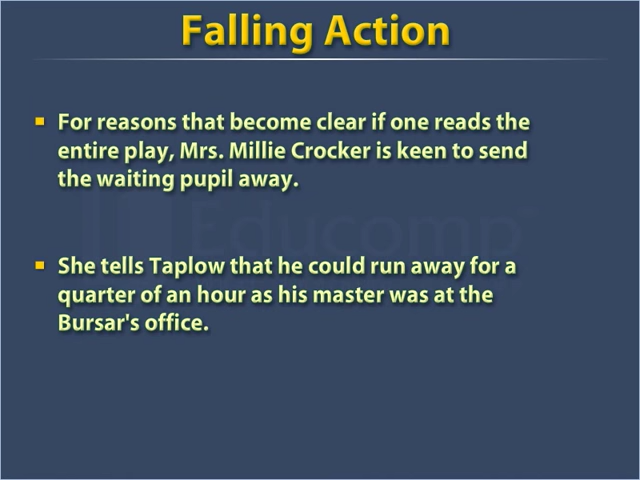 Falling Action
For reasons that become clear if one reads the
entire play, Mrs. Millie Crocker is keen to send
the waiting pupil away.
Educomp™
She tells Taplow that he could run away for a
quarter of an hour as his master was at the
Bursar's office.